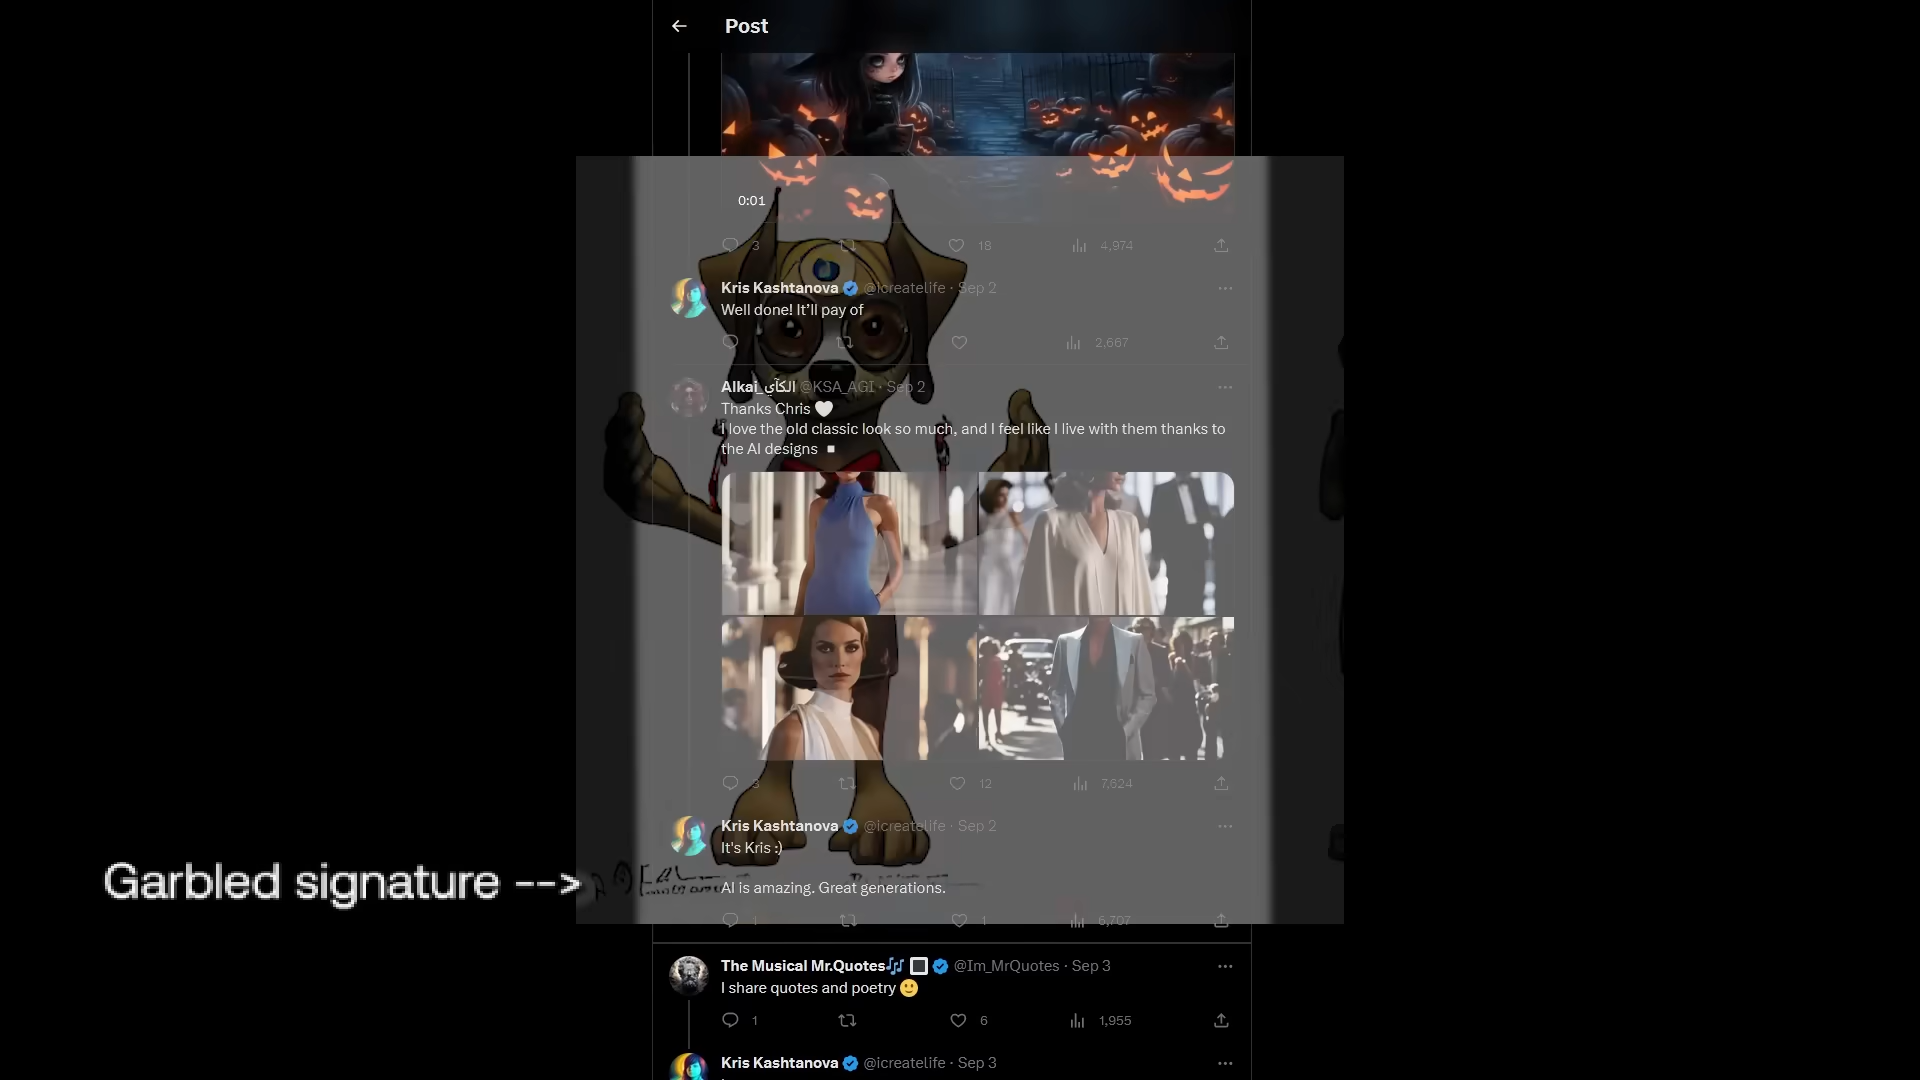 Post
0:01
3 18 4,974
Kris Kashtanova @icreatelife · Sep 2
Well done! It'll pay of
2,667
Alkai_الكآي @KSA_AGI · Sep 2
Thanks Chris 🤍
I love the old classic look so much, and I feel like I live with them thanks to
the AI designs ▫️
3 12 7,624
Kris Kashtanova @icreatelife · Sep 2
It's Kris :)
Garbled signature -->
AI is amazing. Great generations.
1 1 6,707
The Musical Mr.Quotes🎶 🔲 @Im_MrQuotes · Sep 3
I share quotes and poetry 🙂
1 6 1,955
Kris Kashtanova @icreatelife · Sep 3